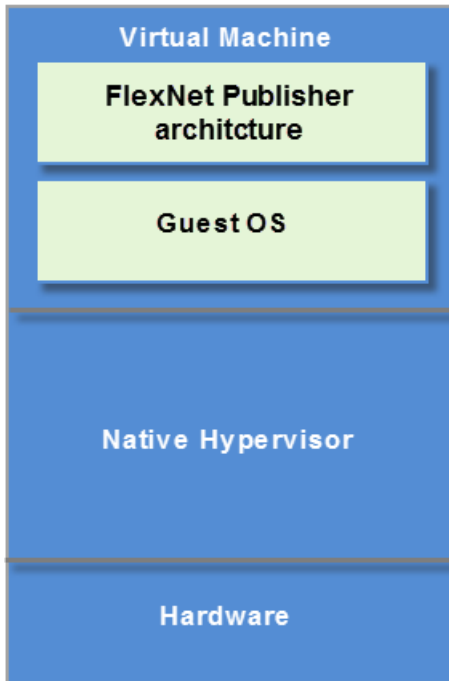 Virtual Machine
FlexNet Publisher
architcture
Guest OS
Native Hypervisor
Hardware